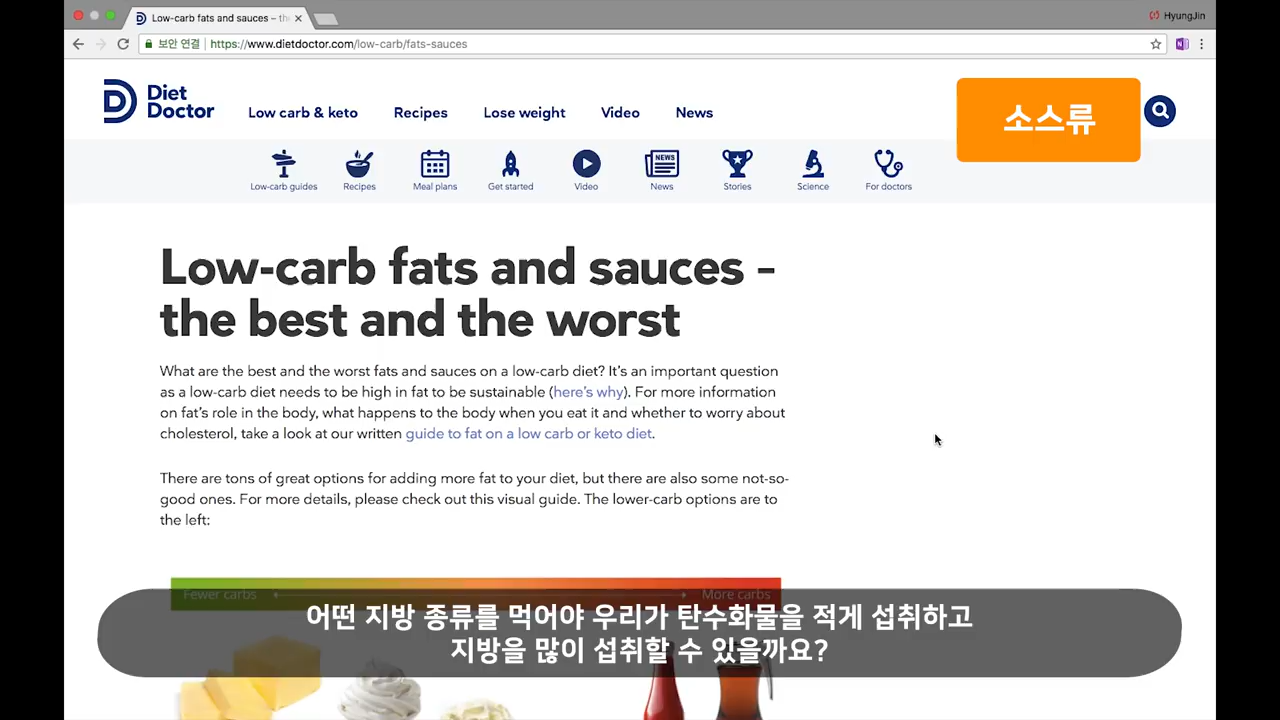 Low-carb fats and sauces – the
HyungJin
보안 연결
https://www.dietdoctor.com/low-carb/fats-sauces
Diet
Doctor
Low carb & keto
Recipes
Lose weight
Video
News
소스류
NEWS
Low-carb guides
Recipes
Meal plans
Get started
Video
News
Stories
Science
For doctors
Low-carb fats and sauces –
the best and the worst
What are the best and the worst fats and sauces on a low-carb diet? It's an important question
as a low-carb diet needs to be high in fat to be sustainable (here's why). For more information
on fat's role in the body, what happens to the body when you eat it and whether to worry about
cholesterol, take a look at our written guide to fat on a low carb or keto diet.
There are tons of great options for adding more fat to your diet, but there are also some not-so-
good ones. For more details, please check out this visual guide. The lower-carb options are to
the left:
Fewer carbs
More carbs
어떤 지방 종류를 먹어야 우리가 탄수화물을 적게 섭취하고
지방을 많이 섭취할 수 있을까요?